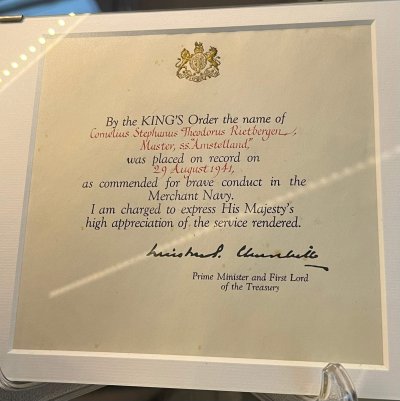 By the KING'S Order the name of
Cornelius Stephanus Theodorus Rietbergen,
Master, s.s. "Amstelland,"
was placed on record on
29 August 1941,
as commended for brave conduct in the
Merchant Navy.
I am charged to express His Majesty's
high appreciation of the service rendered.
Winston S. Churchill
Prime Minister and First Lord
of the Treasury